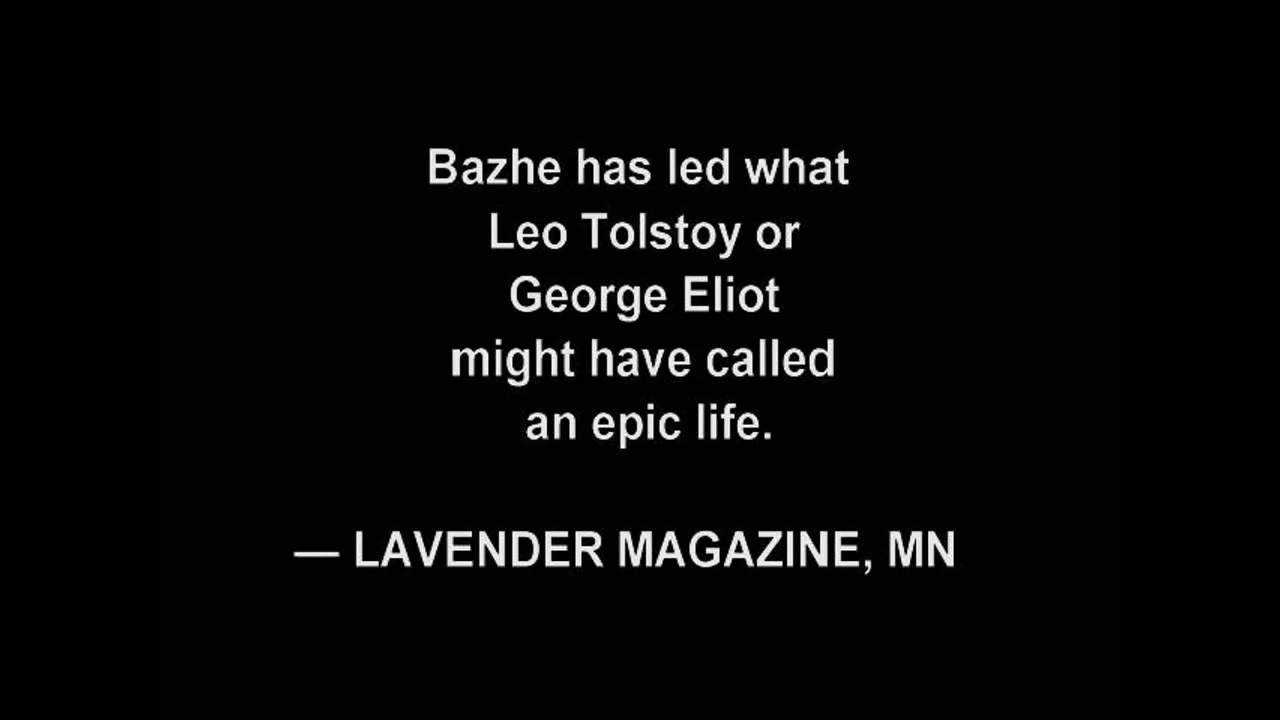 Bazhe has led what
Leo Tolstoy or
George Eliot
might have called
an epic life.
— LAVENDER MAGAZINE, MN